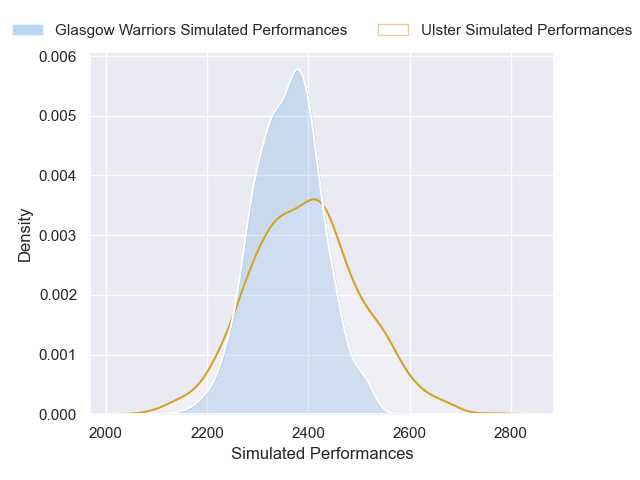 Glasgow Warriors Simulated Performances Ulster Simulated Performances
0.006
0.005
0.004
0.003
0.002
0.001
0.000
Density
2000 2200 2400 2600 2800
Simulated Performances